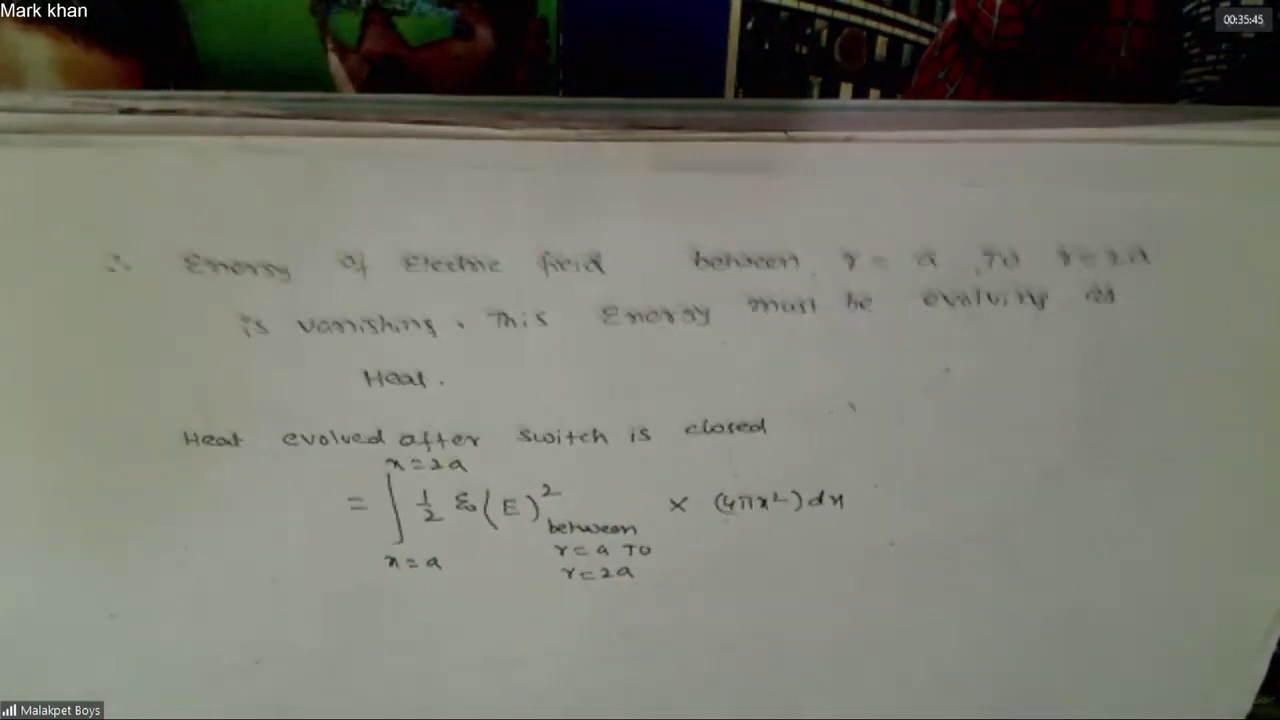 Mark khan
00:35:45
∴ Energy of Electric field between r = a TO r = 2a
is vanishing. This Energy must be evolving as
Heat.
Heat evolved after switch is closed
x = 2a
= ∫ 1/2 ε₀ (E)² × (4πx²) dx
between
r = a TO
x = a
r = 2a
Malakpet Boys